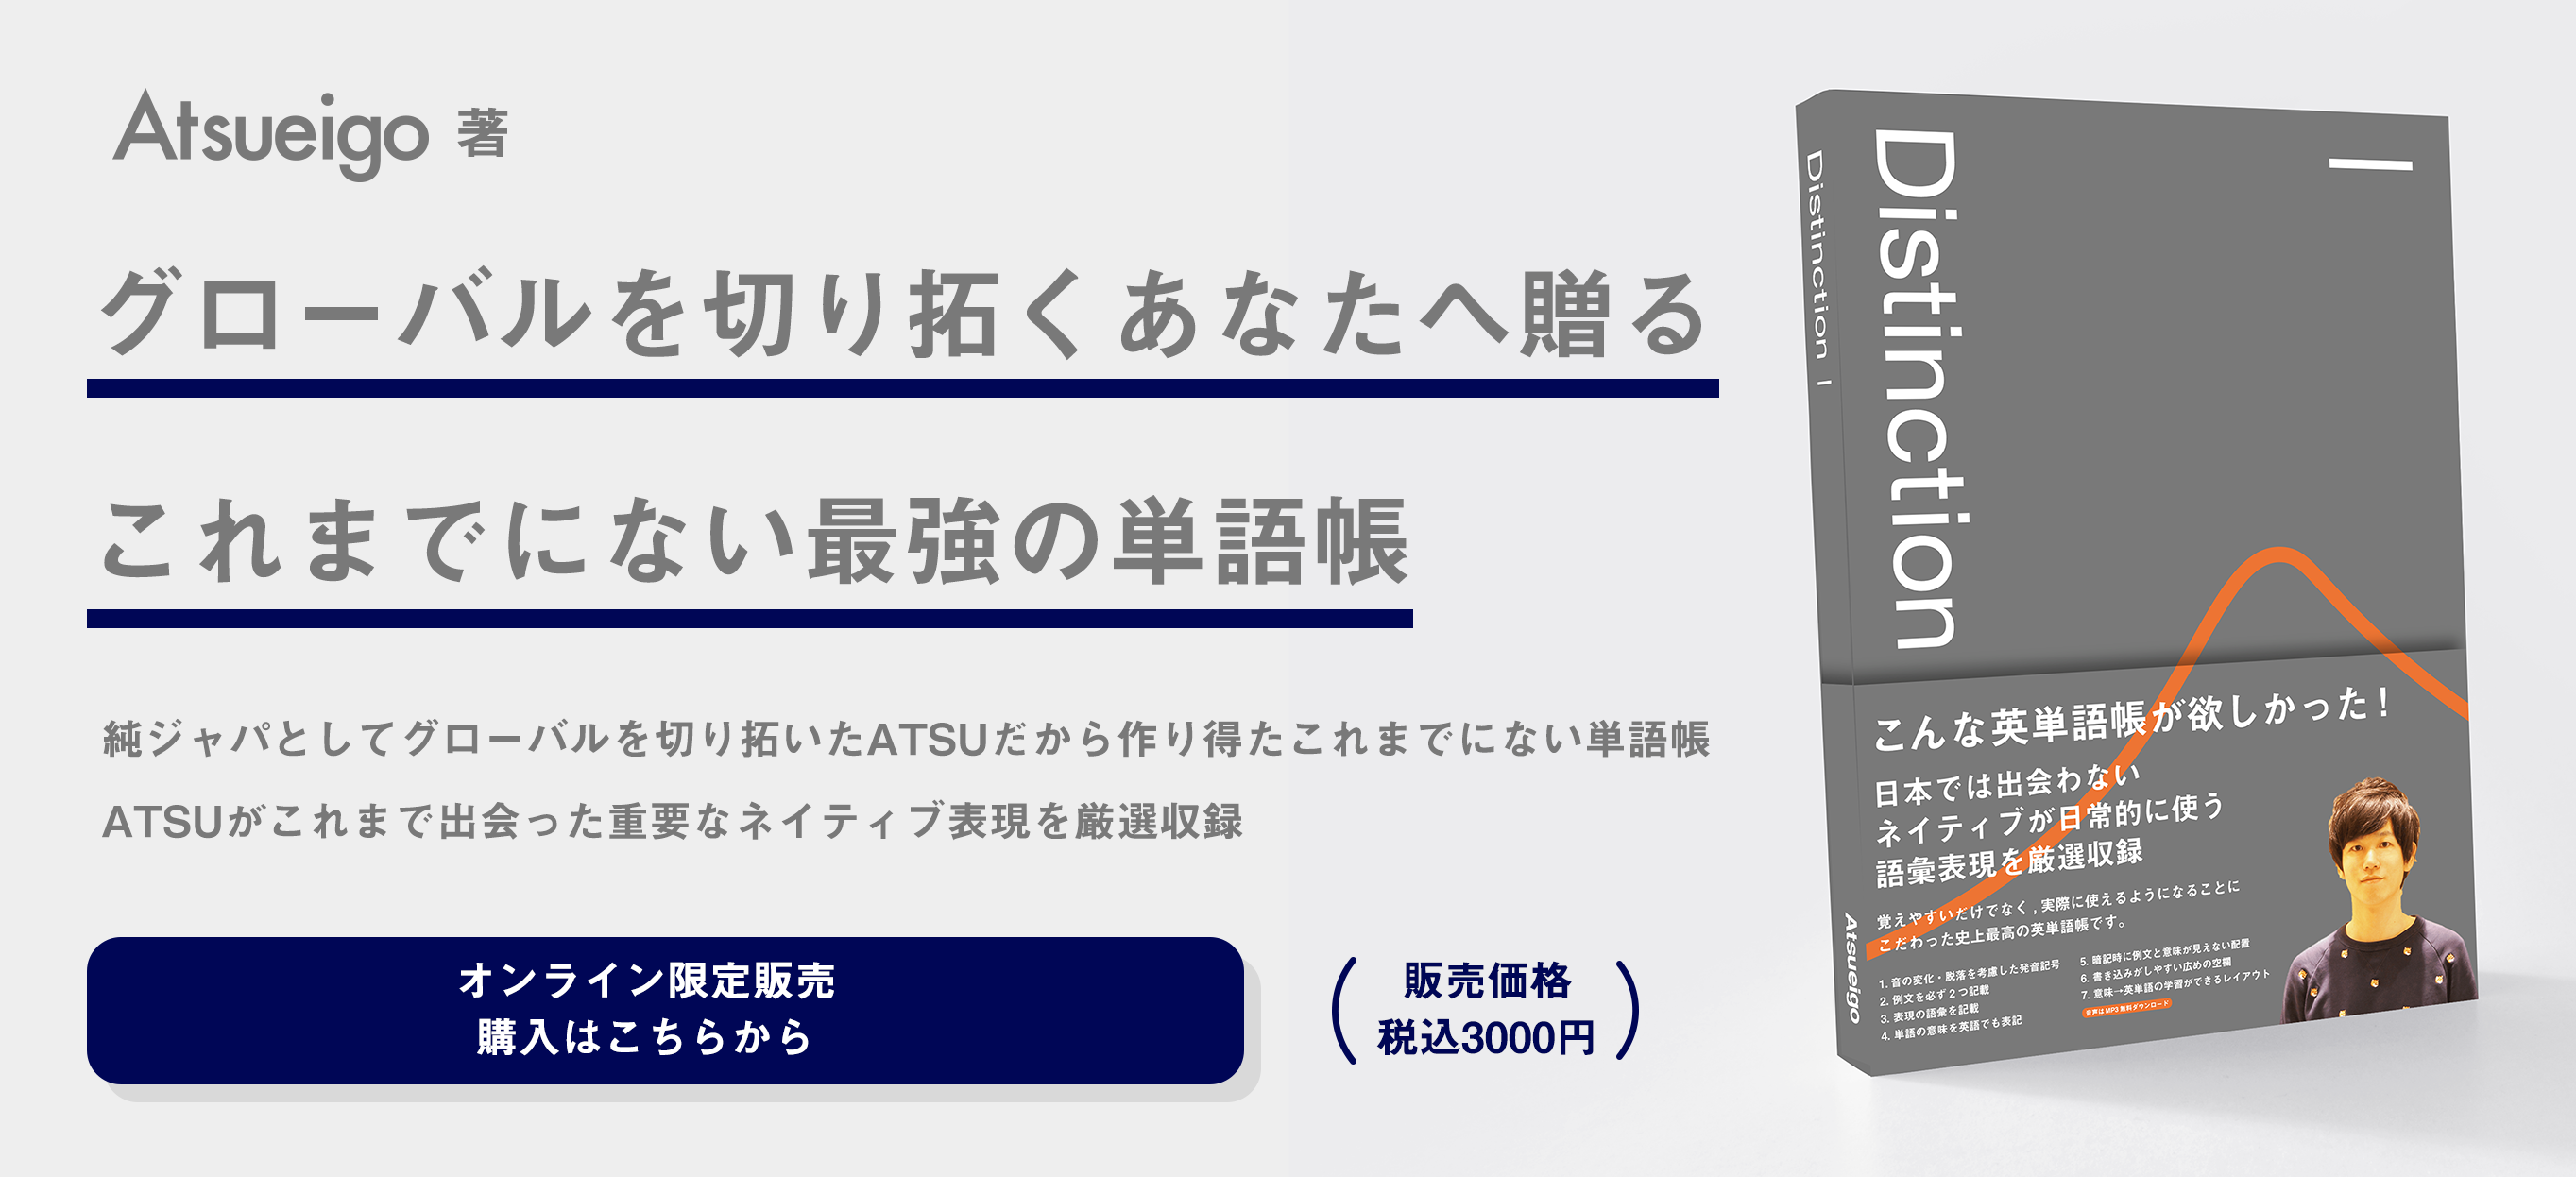 Atsueigo 著
グローバルを切り拓くあなたへ贈る
これまでにない最強の単語帳
純ジャパとしてグローバルを切り拓いたATSUだから作り得たこれまでにない単語帳
ATSUがこれまで出会った重要なネイティブ表現を厳選収録
オンライン限定販売
購入はこちらから
販売価格
税込3000円
Distinction I
Atsueigo
Distinction
I
こんな英単語帳が欲しかった！
日本では出会わない
ネイティブが日常的に使う
語彙表現を厳選収録
覚えやすいだけでなく，実際に使えるようになることに
こだわった史上最高の英単語帳です。
1. 音の変化・脱落を考慮した発音記号
2. 例文を必ず2つ記載
3. 表現の語彙を記載
4. 単語の意味を英語でも表記
5. 暗記時に例文と意味が見えない配置
6. 書き込みがしやすい広めの空欄
7. 意味→英単語の学習ができるレイアウト
音声はMP3無料ダウンロード